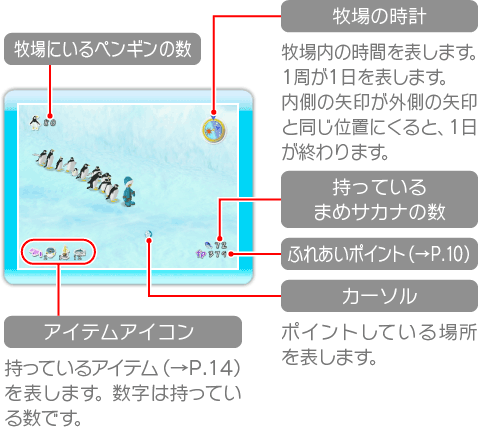 牧場の時計
牧場にいるペンギンの数
牧場内の時間を表します。
1周が1日を表します。
内側の矢印が外側の矢印
と同じ位置にくると、1日
が終わります。
持っている
まめサカナの数
ふれあいポイント(→P.10)
カーソル
ポイントしている場所
を表します。
アイテムアイコン
持っているアイテム(→P.14)
を表します。数字は持ってい
る数です。